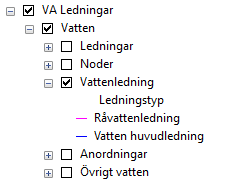 VA Ledningar
Vatten
Ledningar
Noder
Vattenledning
Ledningstyp
Råvattenledning
Vatten huvudledning
Anordningar
Övrigt vatten